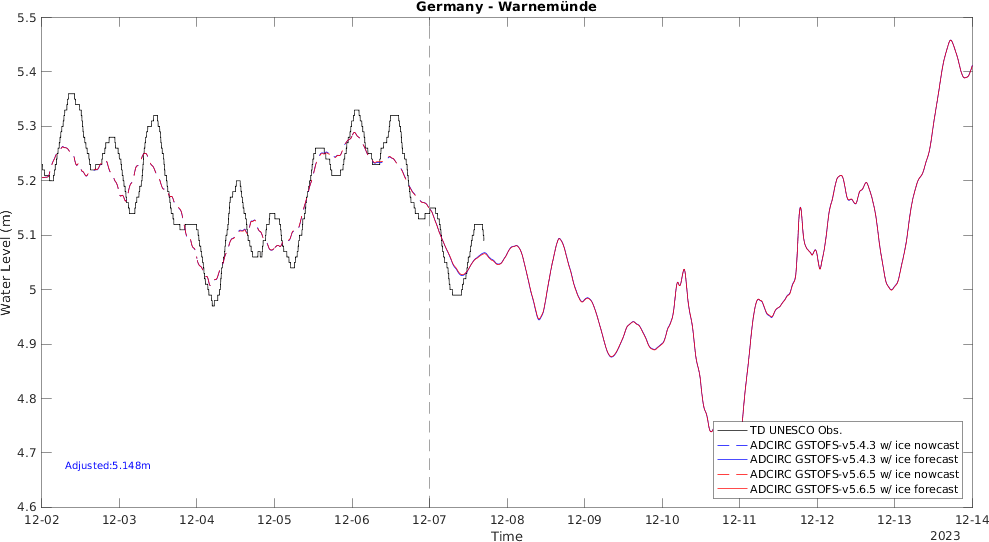 Germany - Warnemünde
5.5
5.4
5.3
5.2
5.1
5
4.9
4.8
4.7
4.6
Water Level (m)
Adjusted:5.148m
TD UNESCO Obs.
ADCIRC GSTOFS-v5.4.3 w/ ice nowcast
ADCIRC GSTOFS-v5.4.3 w/ ice forecast
ADCIRC GSTOFS-v5.6.5 w/ ice nowcast
ADCIRC GSTOFS-v5.6.5 w/ ice forecast
12-02 12-03 12-04 12-05 12-06 12-07 12-08 12-09 12-10 12-11 12-12 12-13 12-14
Time
2023